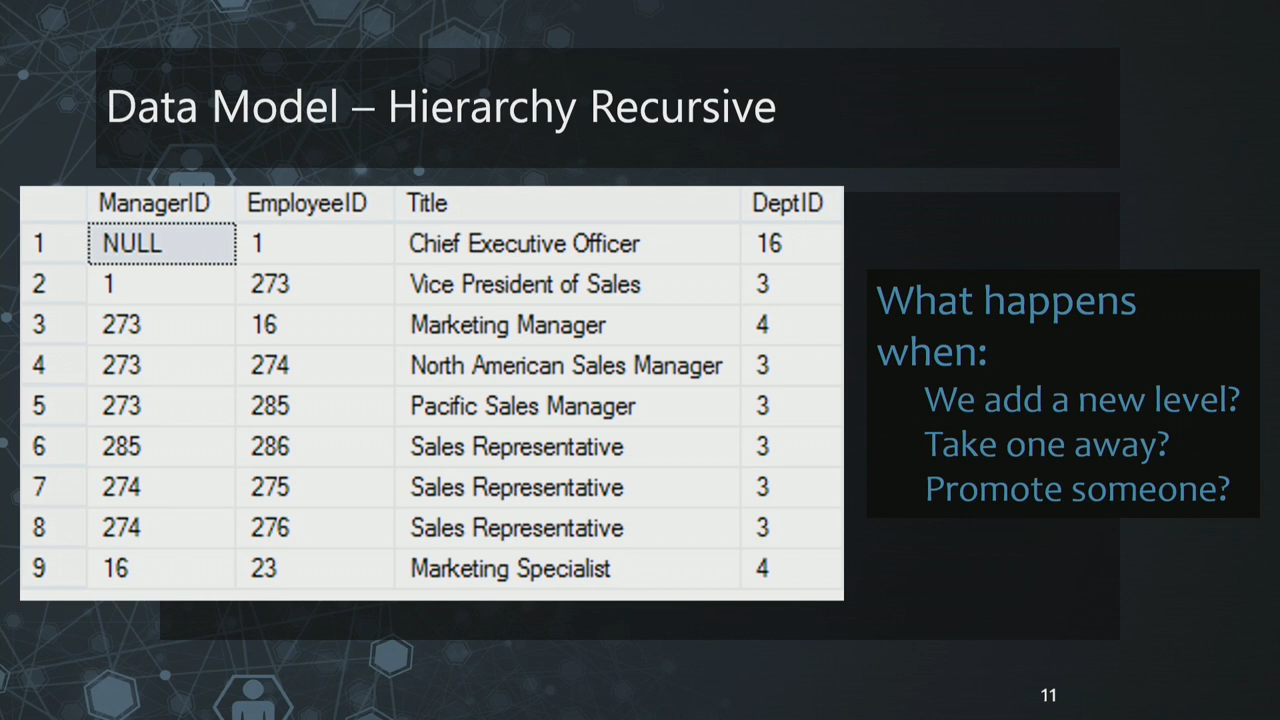 Data Model – Hierarchy Recursive
ManagerID EmployeeID Title DeptID
1 NULL 1 Chief Executive Officer 16
2 1 273 Vice President of Sales 3
3 273 16 Marketing Manager 4
4 273 274 North American Sales Manager 3
5 273 285 Pacific Sales Manager 3
6 285 286 Sales Representative 3
7 274 275 Sales Representative 3
8 274 276 Sales Representative 3
9 16 23 Marketing Specialist 4
What happens
when:
We add a new level?
Take one away?
Promote someone?
11